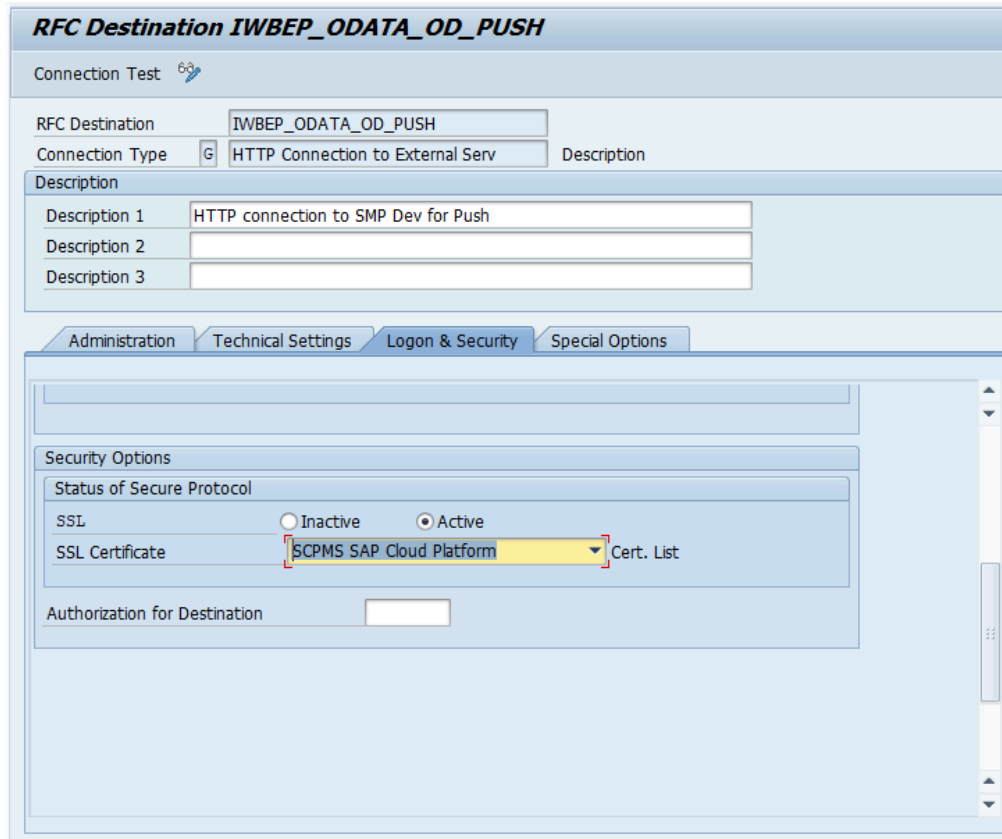 RFC Destination IWBEP_ODATA_OD_PUSH
Connection Test
RFC Destination IWBEP_ODATA_OD_PUSH
Connection Type G HTTP Connection to External Serv Description
Description
Description 1 HTTP connection to SMP Dev for Push
Description 2
Description 3
Administration Technical Settings Logon & Security Special Options
Security Options
Status of Secure Protocol
SSL Inactive Active
SSL Certificate SCPMS SAP Cloud Platform Cert. List
Authorization for Destination